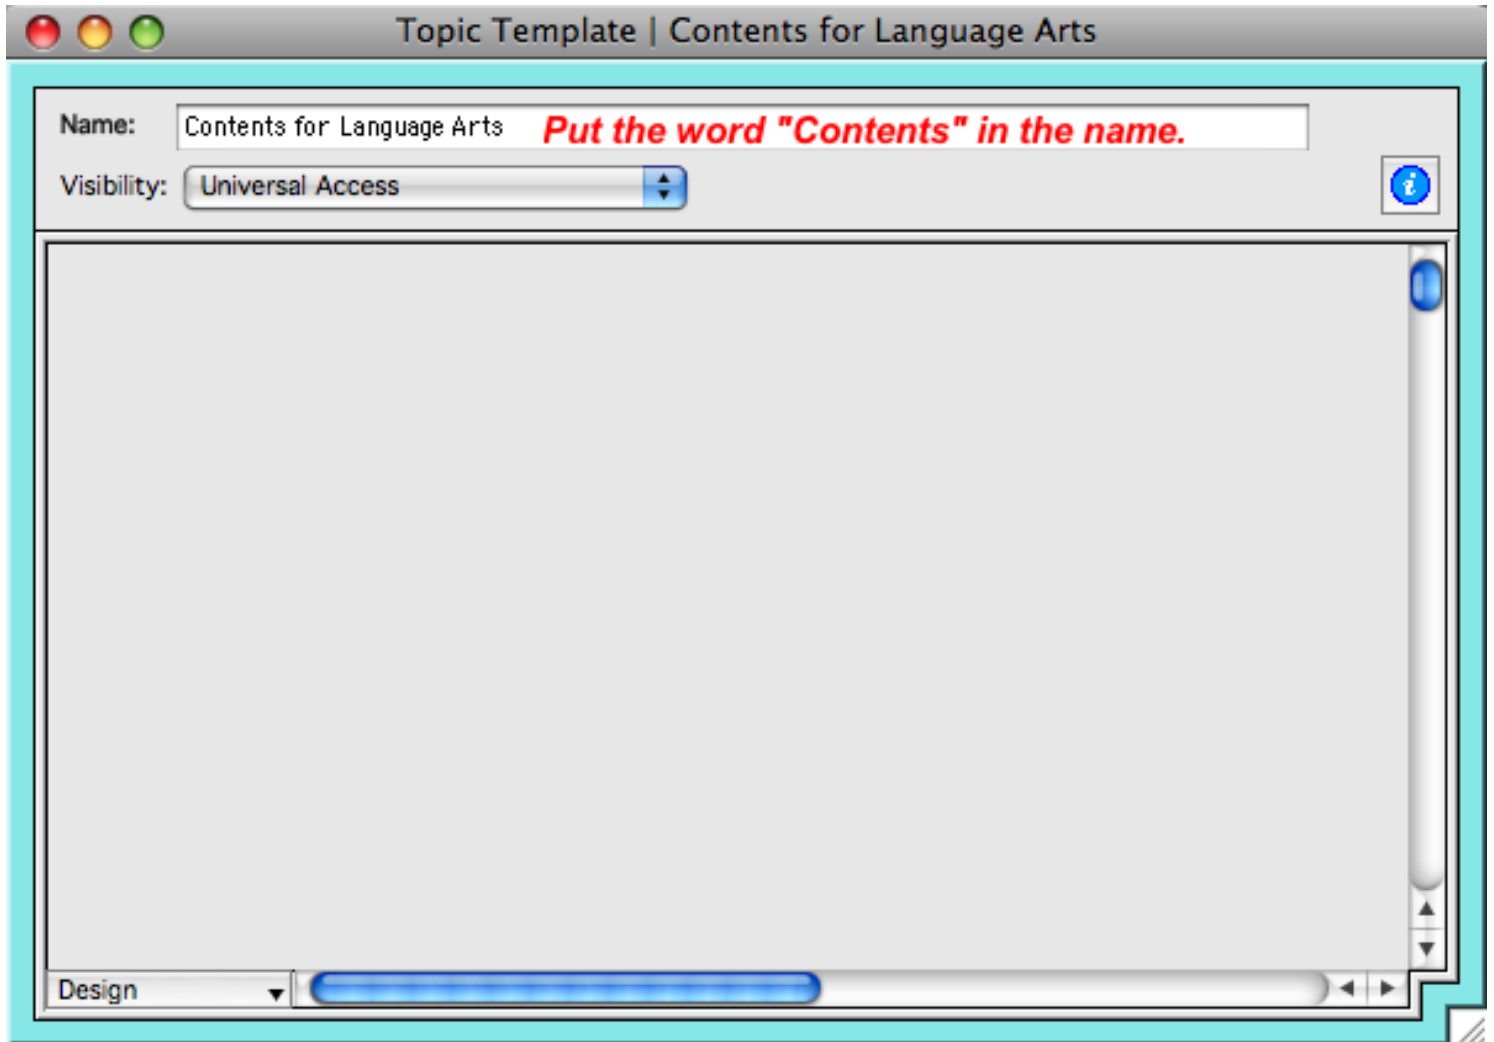 Topic Template | Contents for Language Arts
Name: Contents for Language Arts Put the word "Contents" in the name.
Visibility: Universal Access
i
Design